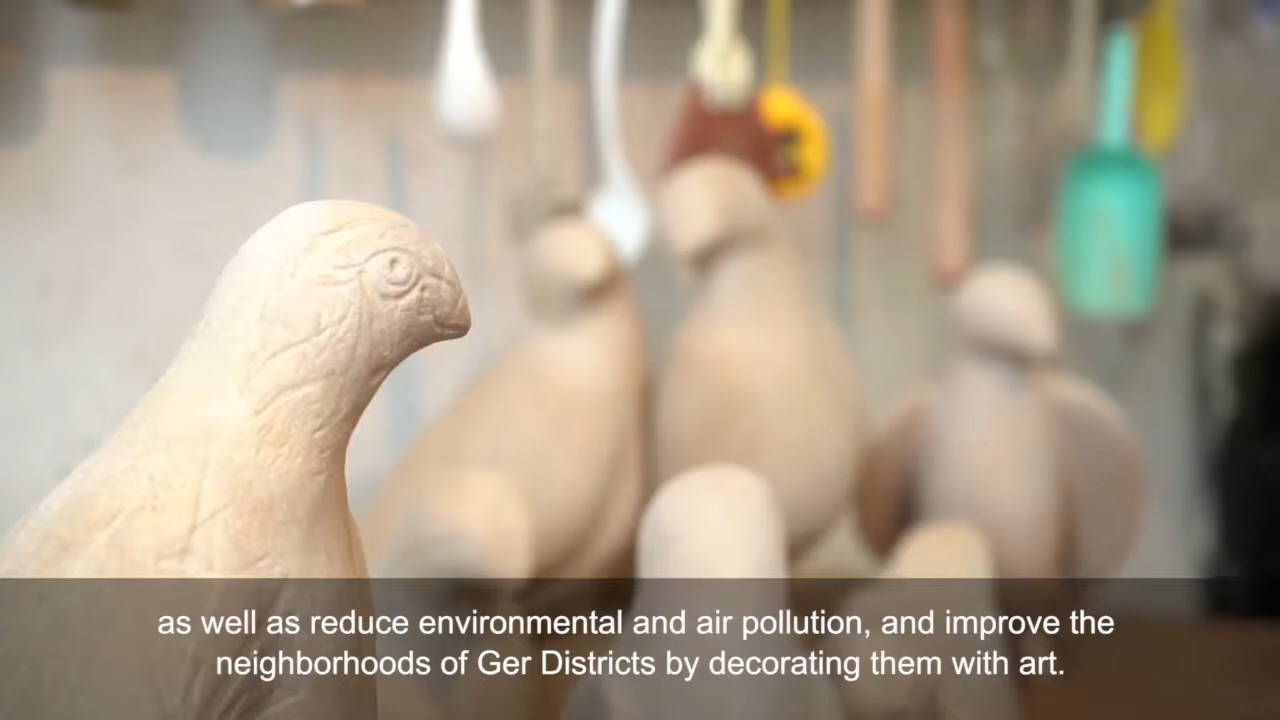 as well as reduce environmental and air pollution, and improve the
neighborhoods of Ger Districts by decorating them with art.